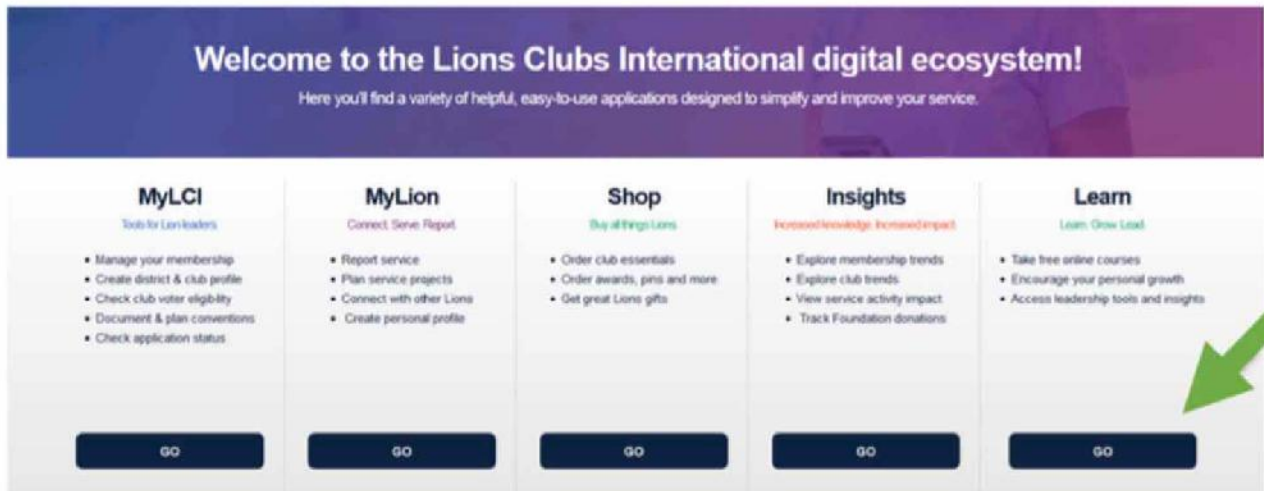 Welcome to the Lions Clubs International digital ecosystem!
Here you'll find a variety of helpful, easy-to-use applications designed to simplify and improve your service.
MyLCI
Tools for Lion leaders
• Manage your membership
• Create district & club profile
• Check club voter eligibility
• Document & plan conventions
• Check application status
GO
MyLion
Connect. Serve. Report.
• Report service
• Plan service projects
• Connect with other Lions
• Create personal profile
GO
Shop
Buy all things Lions
• Order club essentials
• Order awards, pins and more
• Get great Lions gifts
GO
Insights
Increased knowledge. Increased impact.
• Explore membership trends
• Explore club trends
• View service activity impact
• Track Foundation donations
GO
Learn
Learn. Grow. Lead.
• Take free online courses
• Encourage your personal growth
• Access leadership tools and insights
GO